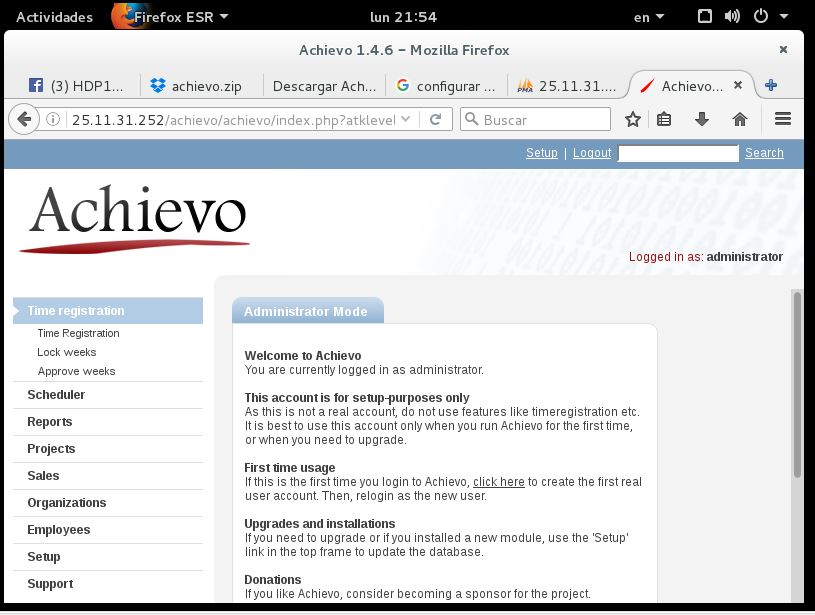 Actividades Firefox ESR lun 21:54 en
Achievo 1.4.6 – Mozilla Firefox
(3) HDP1... achievo.zip Descargar Ach... configurar ... 25.11.31.... Achievo...
25.11.31.252/achievo/achievo/index.php?atklevel Buscar
Setup | Logout Search
Achievo
Logged in as: administrator
Time registration
Time Registration
Lock weeks
Approve weeks
Scheduler
Reports
Projects
Sales
Organizations
Employees
Setup
Support
Administrator Mode
Welcome to Achievo
You are currently logged in as administrator.
This account is for setup-purposes only
As this is not a real account, do not use features like timeregistration etc.
It is best to use this account only when you run Achievo for the first time,
or when you need to upgrade.
First time usage
If this is the first time you login to Achievo, click here to create the first real
user account. Then, relogin as the new user.
Upgrades and installations
If you need to upgrade or if you installed a new module, use the 'Setup'
link in the top frame to update the database.
Donations
If you like Achievo, consider becoming a sponsor for the project.